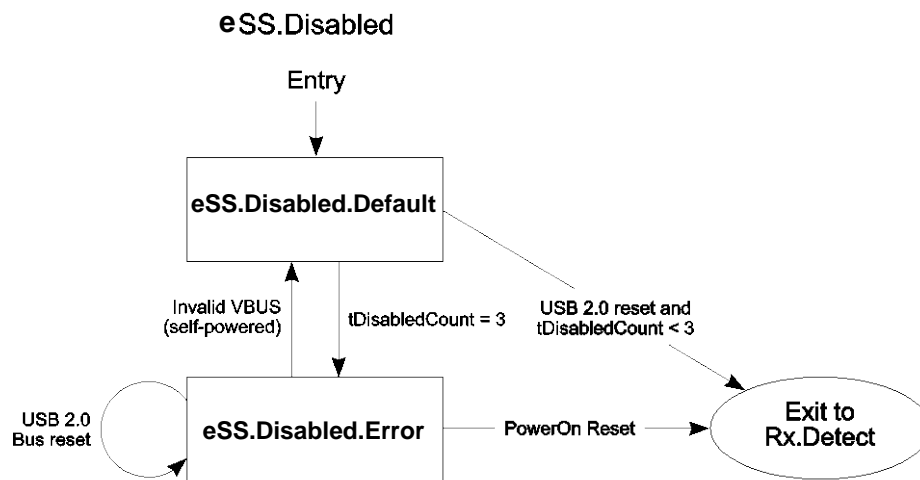 eSS.Disabled
Entry
eSS.Disabled.Default
Invalid VBUS
(self-powered)
tDisabledCount = 3
USB 2.0 reset and
tDisabledCount < 3
USB 2.0
Bus reset
eSS.Disabled.Error
PowerOn Reset
Exit to
Rx.Detect